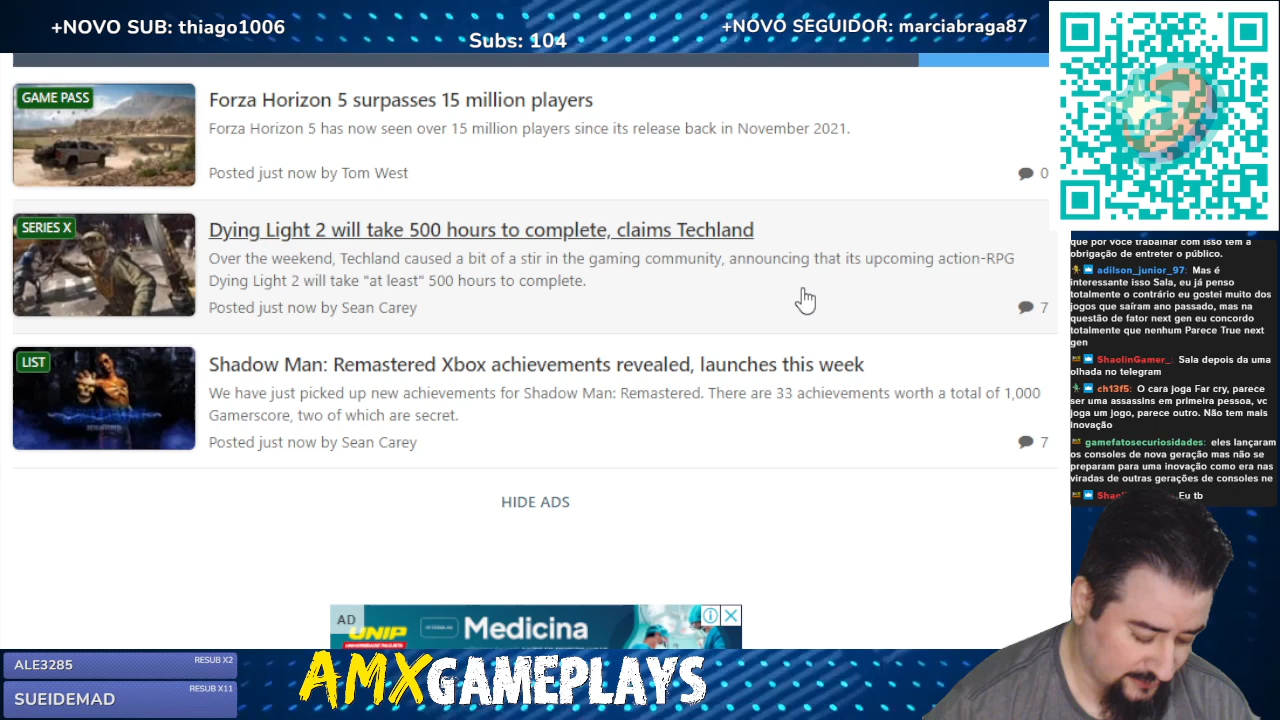 +NOVO SUB: thiago1006
Subs: 104
+NOVO SEGUIDOR: marciabraga87
GAME PASS
Forza Horizon 5 surpasses 15 million players
Forza Horizon 5 has now seen over 15 million players since its release back in November 2021.
Posted just now by Tom West
0
SERIES X
Dying Light 2 will take 500 hours to complete, claims Techland
Over the weekend, Techland caused a bit of a stir in the gaming community, announcing that its upcoming action-RPG
Dying Light 2 will take "at least" 500 hours to complete.
Posted just now by Sean Carey
7
LIST
Shadow Man: Remastered Xbox achievements revealed, launches this week
We have just picked up new achievements for Shadow Man: Remastered. There are 33 achievements worth a total of 1,000
Gamerscore, two of which are secret.
Posted just now by Sean Carey
7
HIDE ADS
AD
UNIP
Medicina
que por você trabalhar com isso tem a
obrigação de entreter o público.
adilson_junior_97: Mas é
interessante isso Sala, eu já penso
totalmente o contrário eu gostei muito dos
jogos que saíram ano passado, mas na
questão de fator next gen eu concordo
totalmente que nenhum Parece True next
gen
ShaolinGamer_: Sala depois da uma
olhada no telegram
ch13f5: O cara joga Far cry, parece
ser uma assassins em primeira pessoa, vc
joga um jogo, parece outro. Não tem mais
inovação
gamefatosecuriosidades: eles lançaram
os consoles de nova geração mas não se
preparam para uma inovação como era nas
viradas de outras gerações de consoles ne
Eu tb
ALE3285
RESUB X2
SUEIDEMAD
RESUB X11
AMXGAMEPLAYS